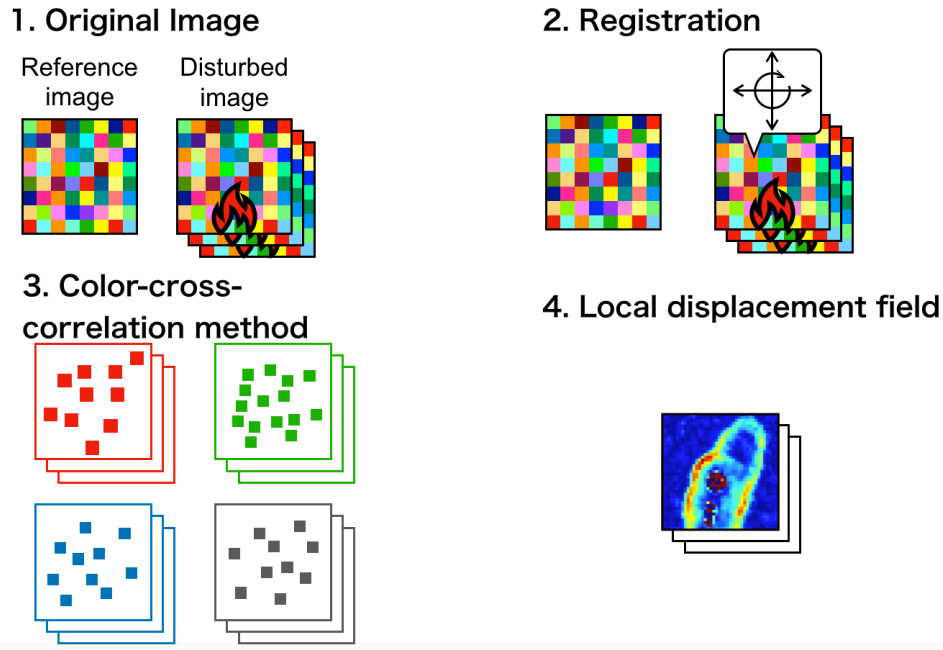 1. Original Image
Reference
image
Disturbed
image
2. Registration
3. Color-cross-
correlation method
4. Local displacement field